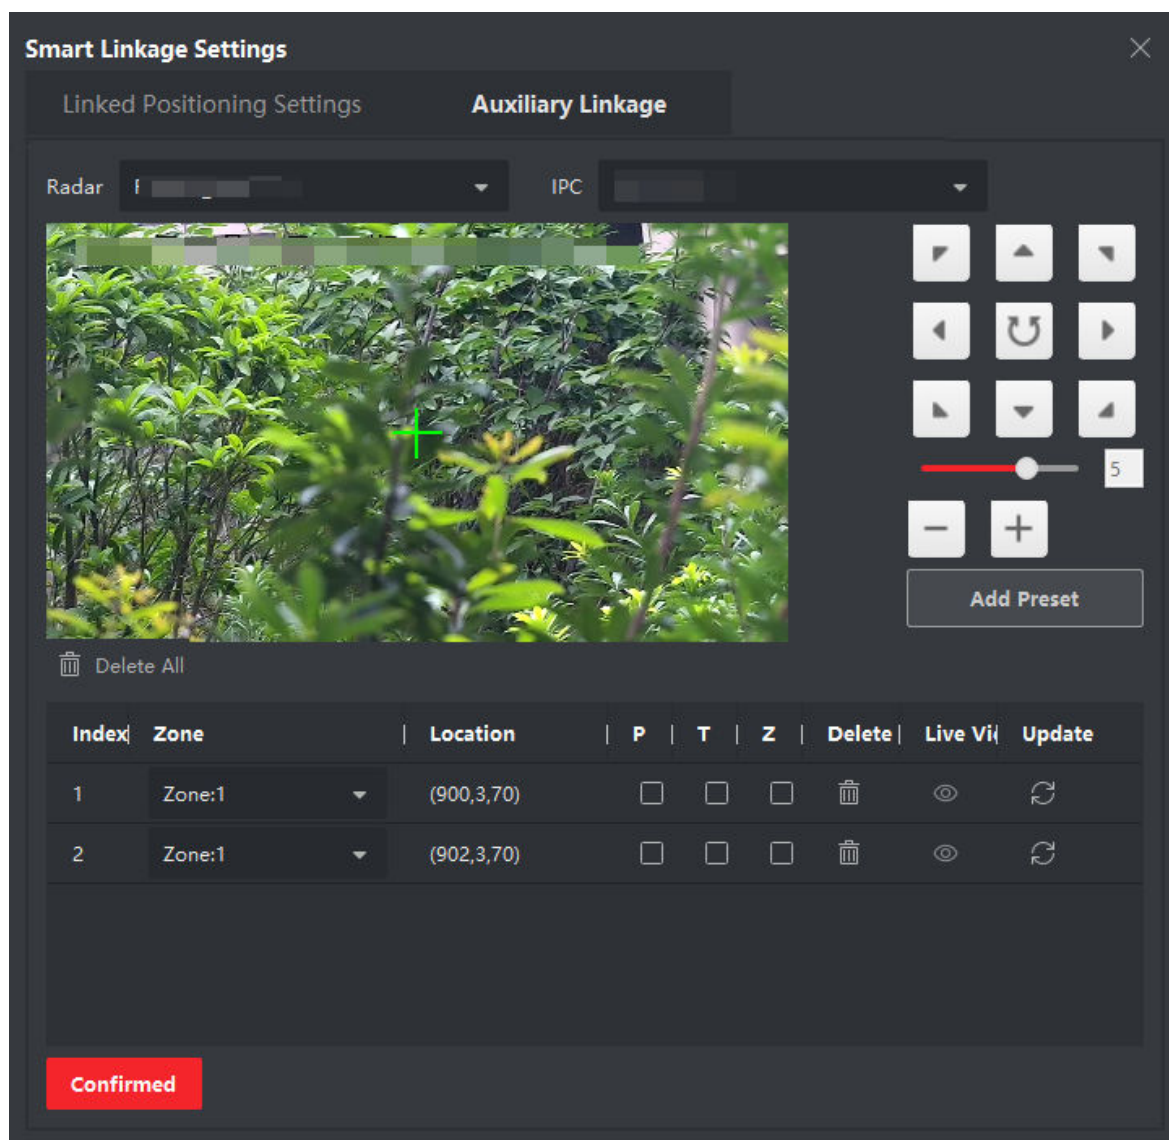 Smart Linkage Settings
Linked Positioning Settings Auxiliary Linkage
Radar IPC
5
Add Preset
Delete All
Index Zone Location P T Z Delete Live Vi Update
1 Zone:1 (900,3,70)
2 Zone:1 (902,3,70)
Confirmed